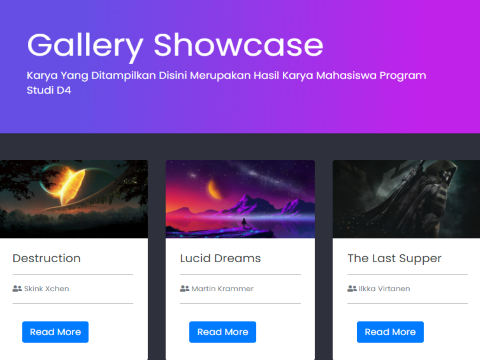 Gallery Showcase
Karya Yang Ditampilkan Disini Merupakan Hasil Karya Mahasiswa Program
Studi D4
Destruction
Skink Xchen
Read More
Lucid Dreams
Martin Krammer
Read More
The Last Supper
Ilkka Virtanen
Read More